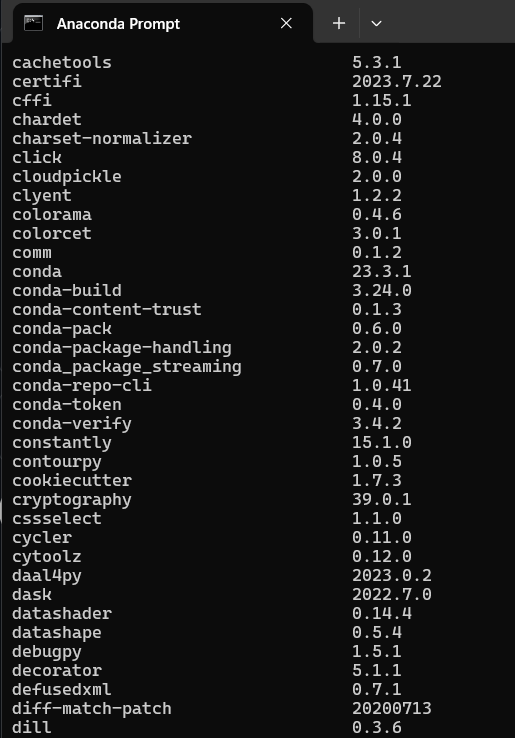 Anaconda Prompt
cachetools 5.3.1
certifi 2023.7.22
cffi 1.15.1
chardet 4.0.0
charset-normalizer 2.0.4
click 8.0.4
cloudpickle 2.0.0
clyent 1.2.2
colorama 0.4.6
colorcet 3.0.1
comm 0.1.2
conda 23.3.1
conda-build 3.24.0
conda-content-trust 0.1.3
conda-pack 0.6.0
conda-package-handling 2.0.2
conda_package_streaming 0.7.0
conda-repo-cli 1.0.41
conda-token 0.4.0
conda-verify 3.4.2
constantly 15.1.0
contourpy 1.0.5
cookiecutter 1.7.3
cryptography 39.0.1
cssselect 1.1.0
cycler 0.11.0
cytoolz 0.12.0
daal4py 2023.0.2
dask 2022.7.0
datashader 0.14.4
datashape 0.5.4
debugpy 1.5.1
decorator 5.1.1
defusedxml 0.7.1
diff-match-patch 20200713
dill 0.3.6